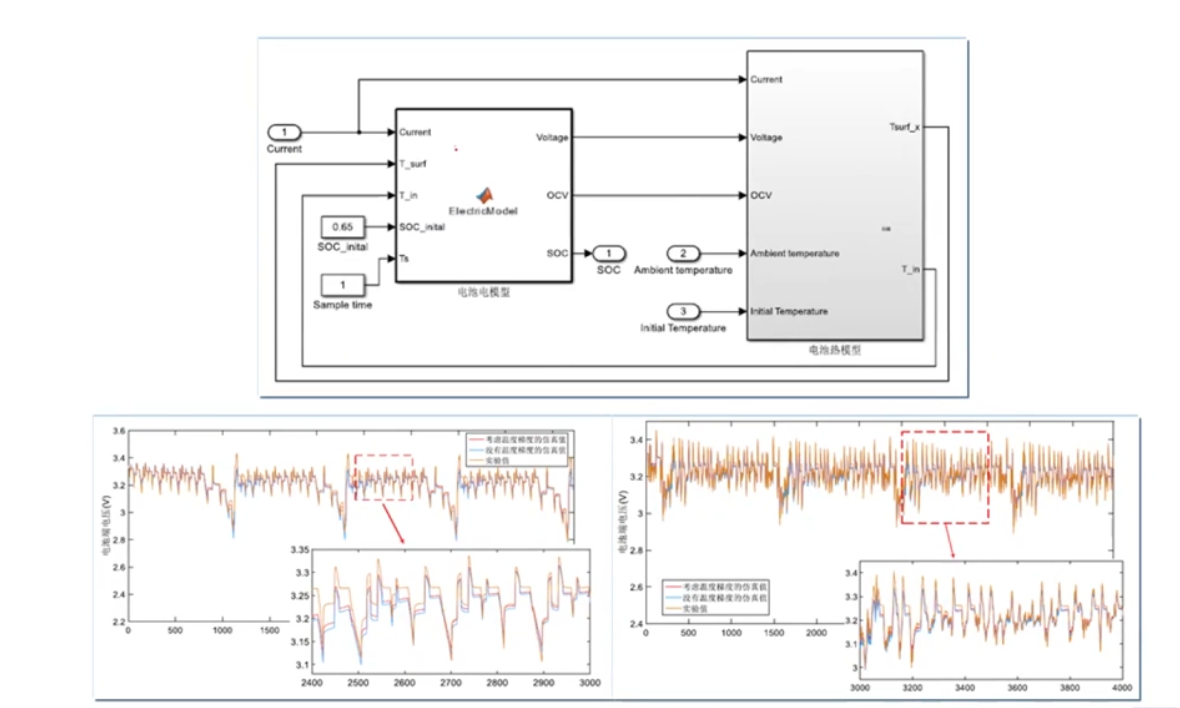 Current
1
Current
Voltage
Tsurf_x
Current
T_surf
Voltage
T_in
OCV
OCV
ElectricModel
0.65
SOC_inital
SOC_inital
SOC
1
SOC
2
Ambient temperature
Ambient temperature
T_in
Ts
1
Sample time
电池电模型
3
Initial Temperature
Initial Temperature
电池热模型
3.6
3.4
3.2
3
2.8
2.6
2.4
2.2
电池端电压(V)
0 500 1000 1500
考虑温度梯度的仿真值
没有温度梯度的仿真值
实验值
3.35
3.3
3.25
3.2
3.15
3.1
2400 2500 2600 2700 2800 2900 3000
3.4
3.2
3
2.8
2.6
2.4
电池端电压(V)
0 500 1000 1500 2000
考虑温度梯度的仿真值
没有温度梯度的仿真值
实验值
3.4
3.3
3.2
3.1
3
3000 3200 3400 3600 3800 4000